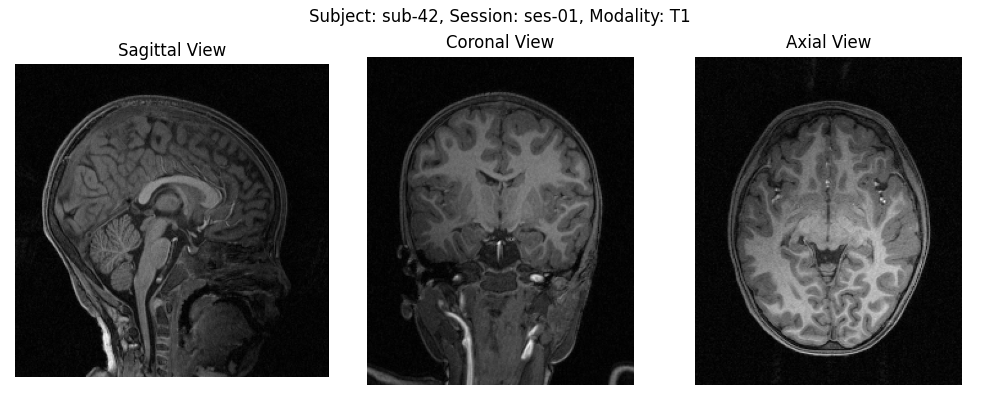 Subject: sub-42, Session: ses-01, Modality: T1
Sagittal View
Coronal View
Axial View